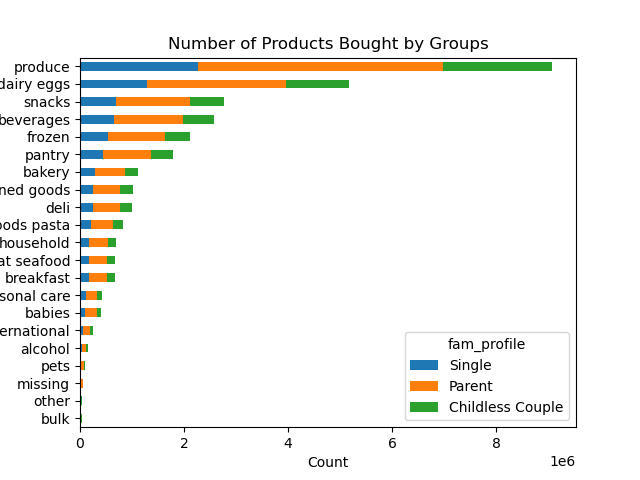 Number of Products Bought by Groups
produce
dairy eggs
snacks
beverages
frozen
pantry
bakery
ned goods
deli
ods pasta
household
at seafood
breakfast
sonal care
babies
ernational
alcohol
pets
missing
other
bulk
0 2 4 6 8
1e6
Count
fam_profile
Single
Parent
Childless Couple